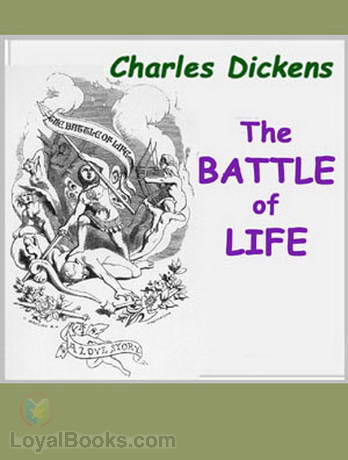 Charles Dickens
The
BATTLE
of
LIFE
THE BATTLE OF LIFE
A LOVE STORY
LoyalBooks.com